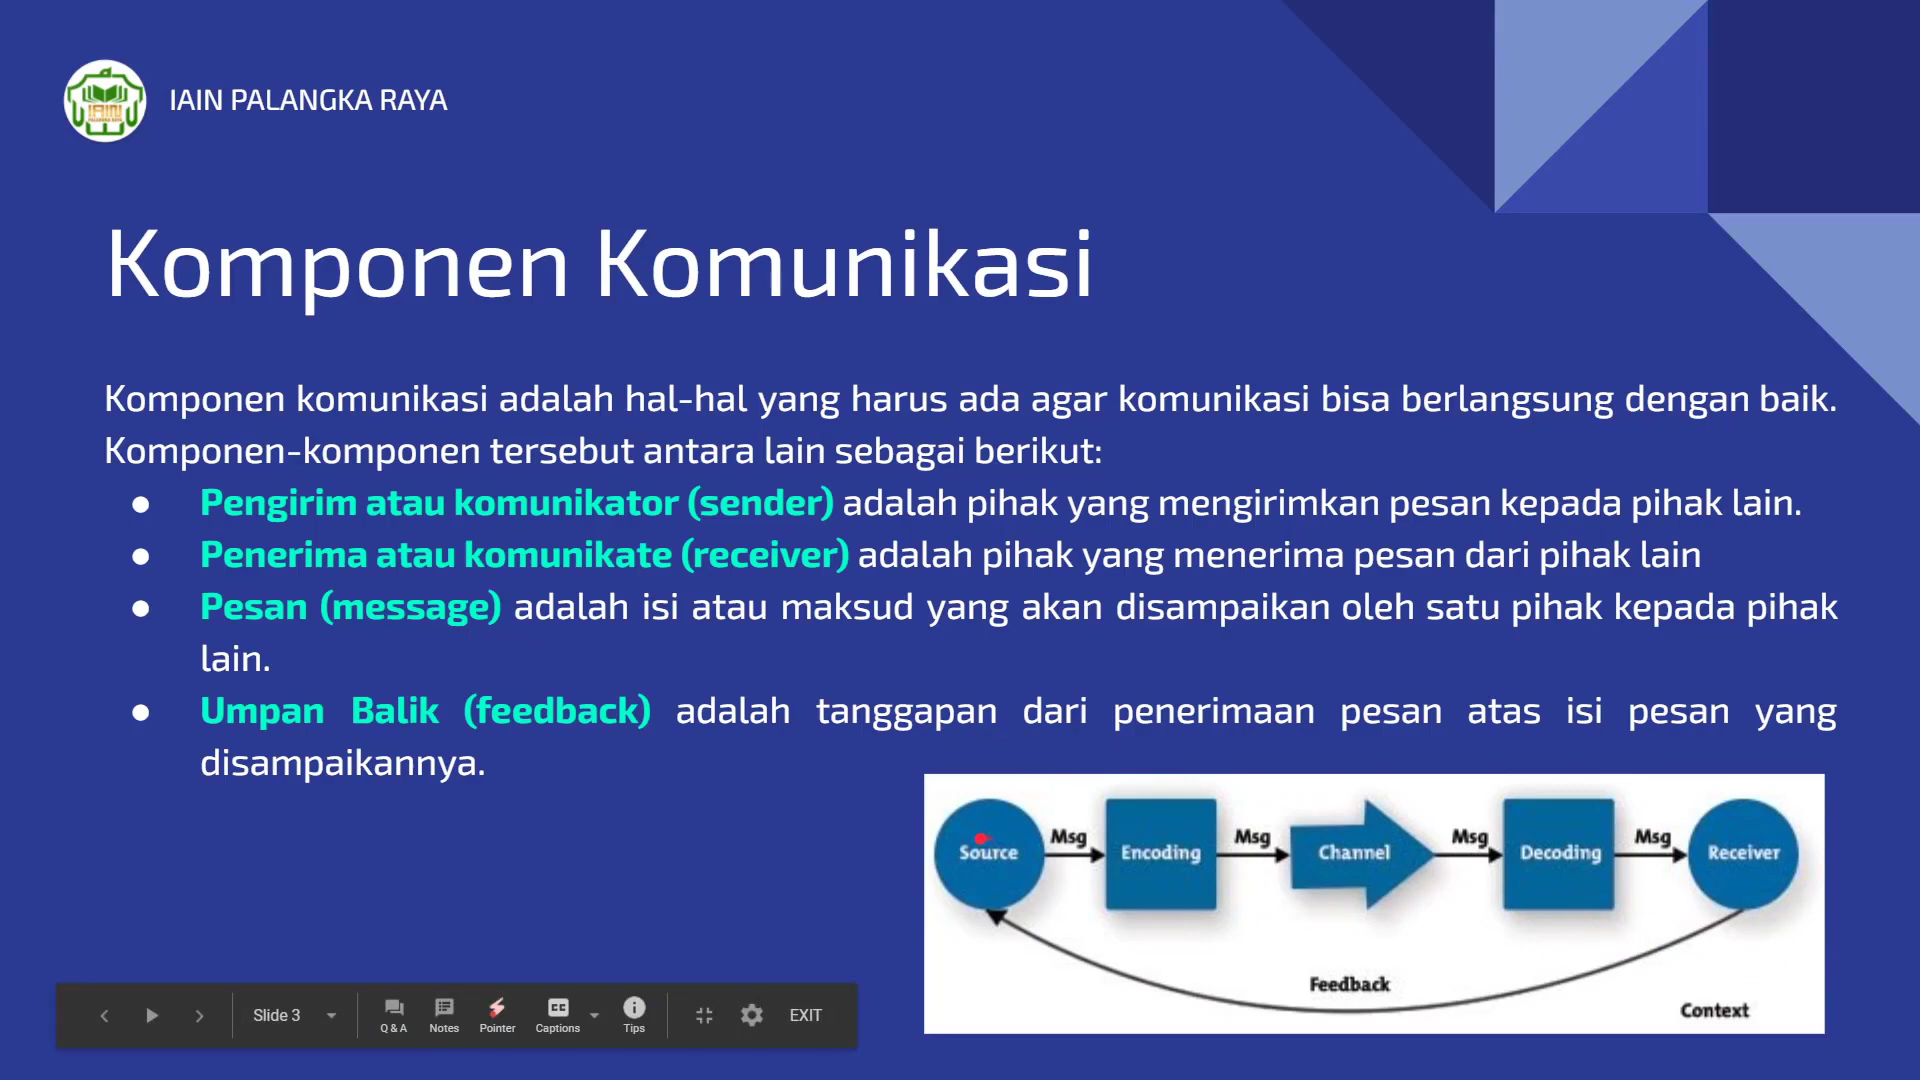 IAIN PALANGKA RAYA
Komponen Komunikasi
Komponen komunikasi adalah hal-hal yang harus ada agar komunikasi bisa berlangsung dengan baik.
Komponen-komponen tersebut antara lain sebagai berikut:
● Pengirim atau komunikator (sender) adalah pihak yang mengirimkan pesan kepada pihak lain.
● Penerima atau komunikate (receiver) adalah pihak yang menerima pesan dari pihak lain
● Pesan (message) adalah isi atau maksud yang akan disampaikan oleh satu pihak kepada pihak
lain.
● Umpan Balik (feedback) adalah tanggapan dari penerimaan pesan atas isi pesan yang
disampaikannya.
Source Msg Encoding Msg Channel Msg Decoding Msg Receiver
Feedback
Context
Slide 3 Q & A Notes Pointer Captions Tips EXIT